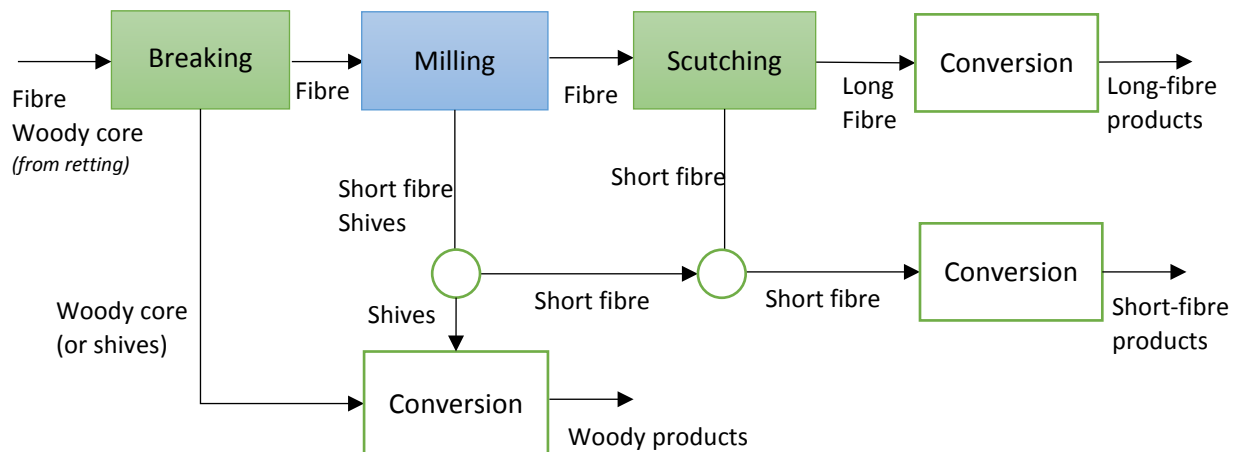 Breaking
Milling
Scutching
Conversion
Fibre
Woody core
(from retting)
Fibre
Fibre
Long
Fibre
Long-fibre
products
Short fibre
Shives
Short fibre
Woody core
(or shives)
Shives
Short fibre
Short fibre
Conversion
Short-fibre
products
Conversion
Woody products